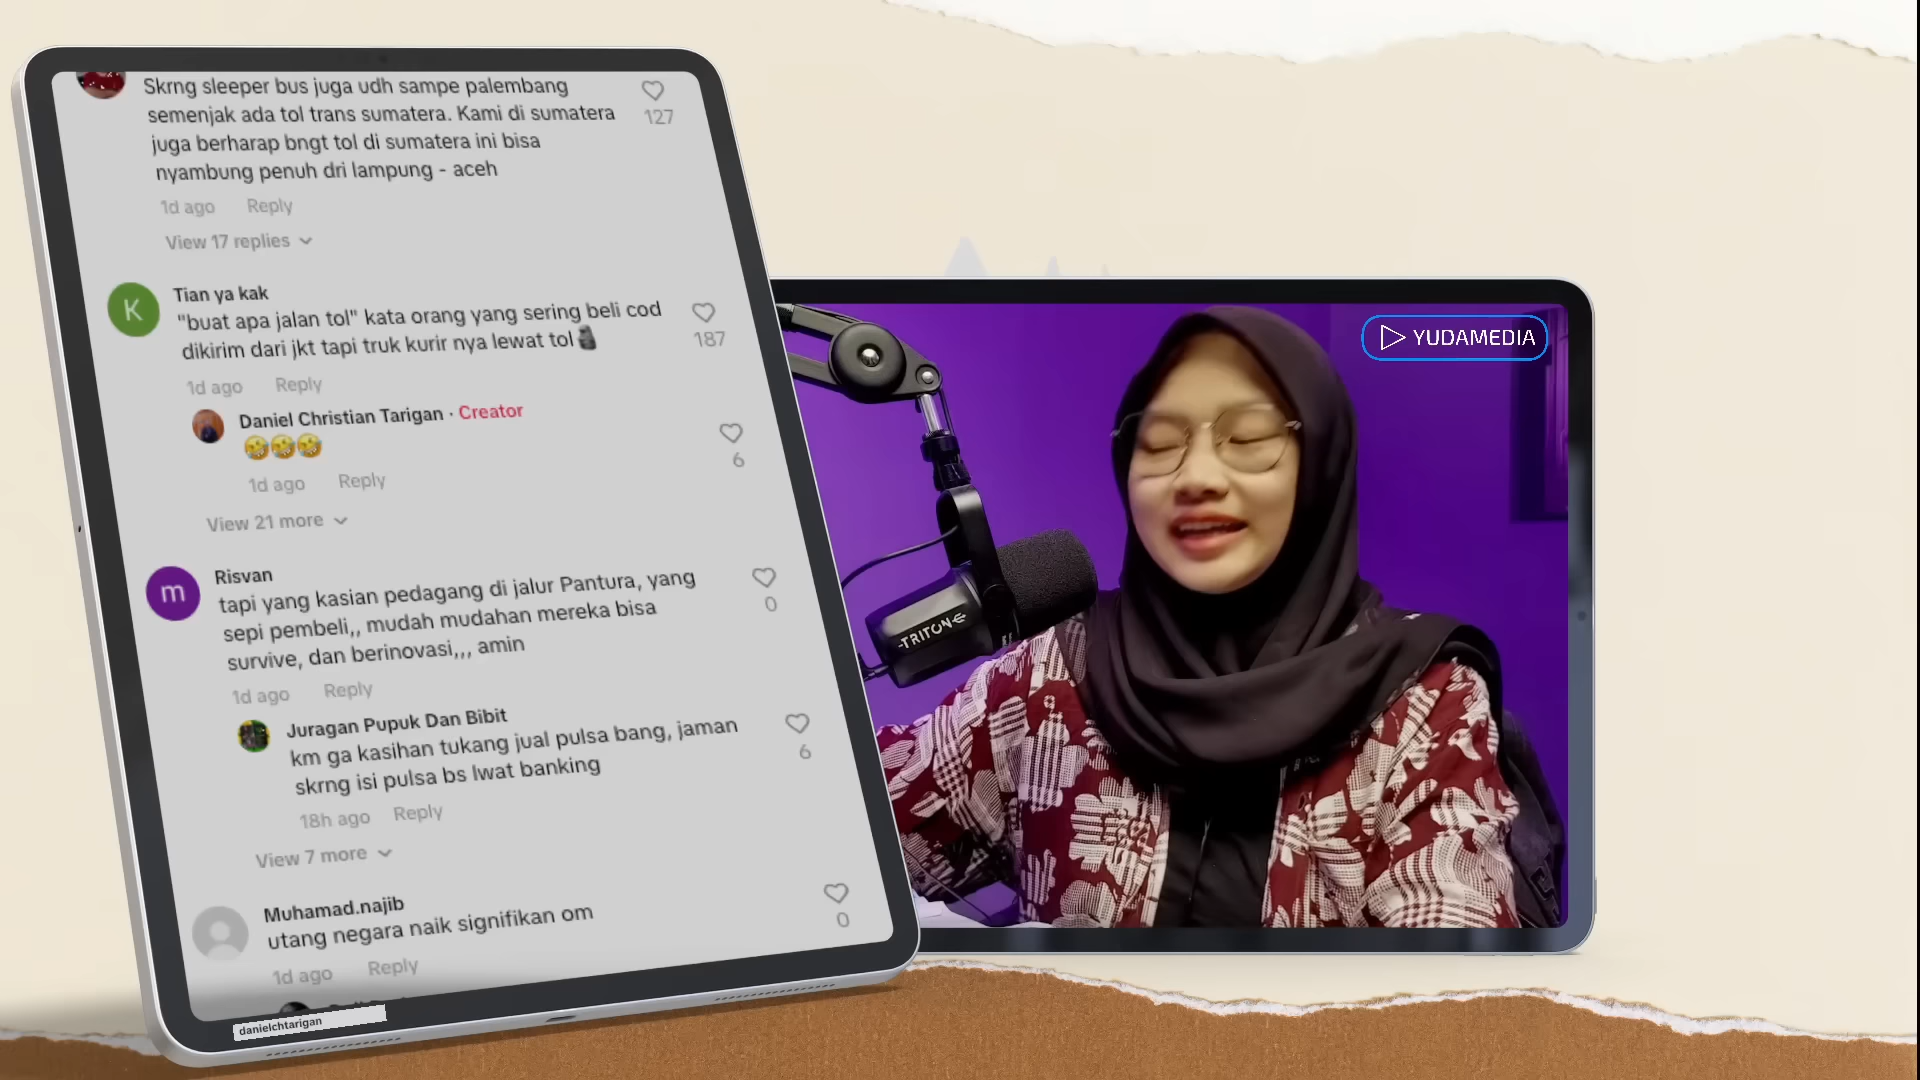 Skrng sleeper bus juga udh sampe palembang
semenjak ada tol trans sumatera. Kami di sumatera
juga berharap bngt tol di sumatera ini bisa
nyambung penuh dri lampung - aceh
127
1d ago Reply
View 17 replies
K
Tian ya kak
"buat apa jalan tol" kata orang yang sering beli cod
dikirim dari jkt tapi truk kurir nya lewat tol🗿
187
1d ago Reply
Daniel Christian Tarigan · Creator
🤣🤣🤣
6
1d ago Reply
View 21 more
m
Risvan
tapi yang kasian pedagang di jalur Pantura, yang
sepi pembeli,, mudah mudahan mereka bisa
survive, dan berinovasi,,, amin
0
1d ago Reply
Juragan Pupuk Dan Bibit
km ga kasihan tukang jual pulsa bang, jaman
skrng isi pulsa bs lwat banking
6
18h ago Reply
View 7 more
Muhamad.najib
utang negara naik signifikan om
0
1d ago Reply
danielchtarigan
YUDAMEDIA
TRITON